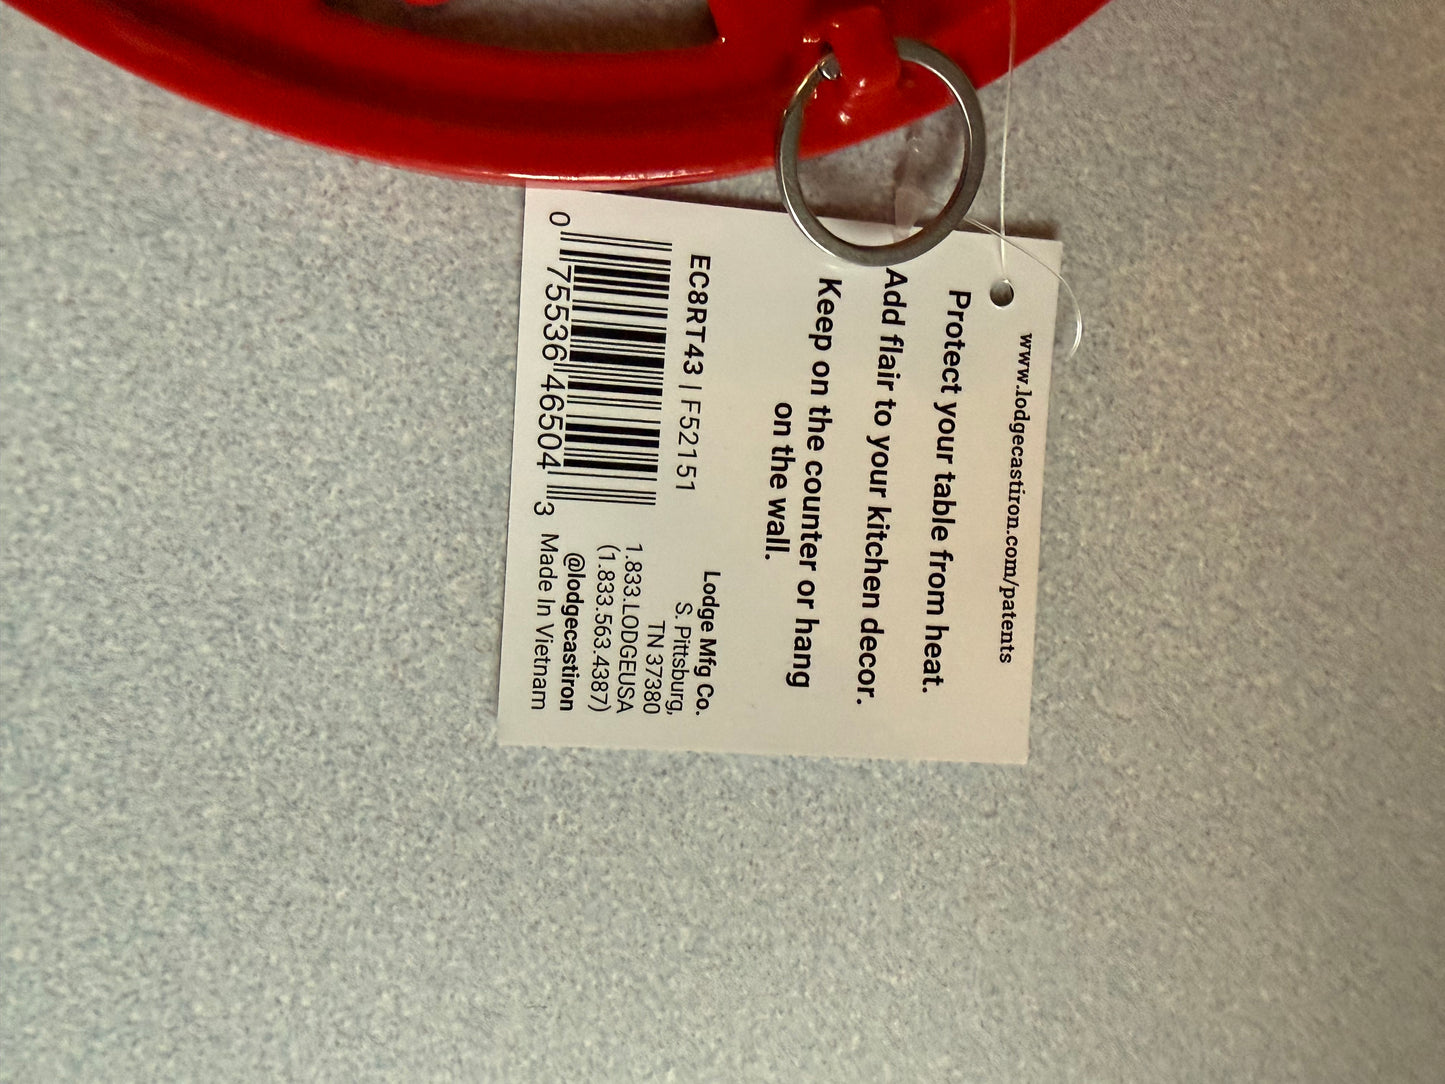 www.lodgecastiron.com/patents
Protect your table from heat.
Add flair to your kitchen decor.
Keep on the counter or hang
on the wall.
EC8RT43 | F52151
0 75536 46504 3
Lodge Mfg Co.
S. Pittsburg,
TN 37380
1.833.LODGEUSA
(1.833.563.4387)
@lodgecastiron
Made In Vietnam